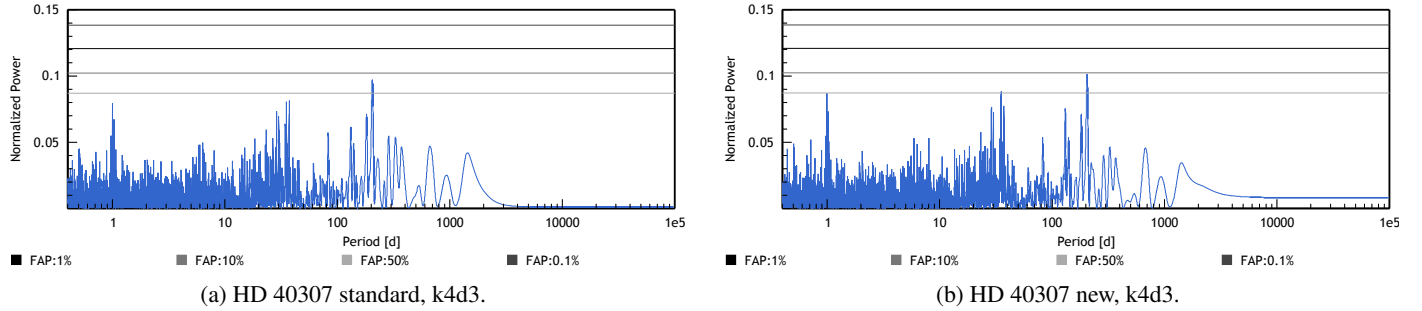 0.15
0.1
0.05
Normalized Power
1 10 100 1000 10000 1e5
Period [d]
FAP:1% FAP:10% FAP:50% FAP:0.1%
(a) HD 40307 standard, k4d3.
0.15
0.1
0.05
Normalized Power
1 10 100 1000 10000 1e5
Period [d]
FAP:1% FAP:10% FAP:50% FAP:0.1%
(b) HD 40307 new, k4d3.